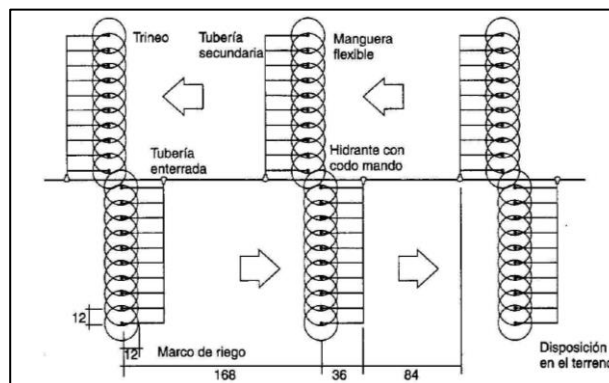 Trineo
Tubería
secundaria
Manguera
flexible
Tubería
enterrada
Hidrante con
codo mando
12
12
Marco de riego
168
36
84
Disposición
en el terreno